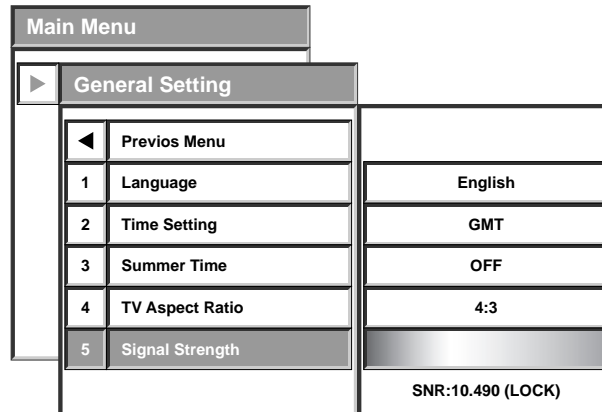 Main Menu
General Setting
Previos Menu
1 Language English
2 Time Setting GMT
3 Summer Time OFF
4 TV Aspect Ratio 4:3
5 Signal Strength
SNR:10.490 (LOCK)